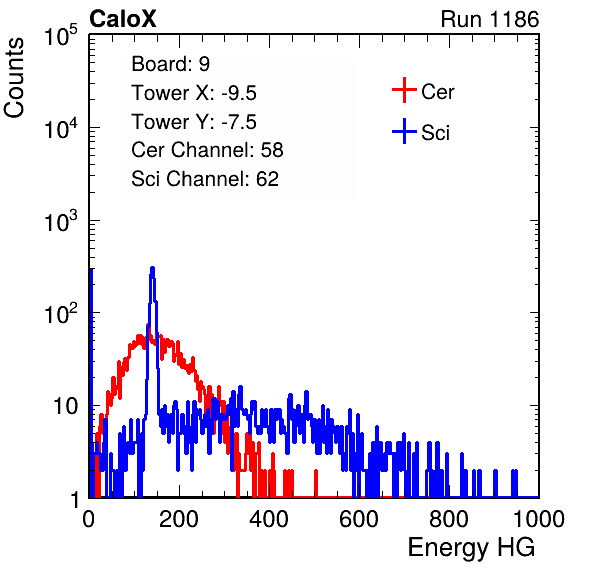 CaloX Run 1186
Counts
Board: 9
Tower X: -9.5
Tower Y: -7.5
Cer Channel: 58
Sci Channel: 62
Cer
Sci
10^5
10^4
10^3
10^2
10
1
0 200 400 600 800 1000
Energy HG